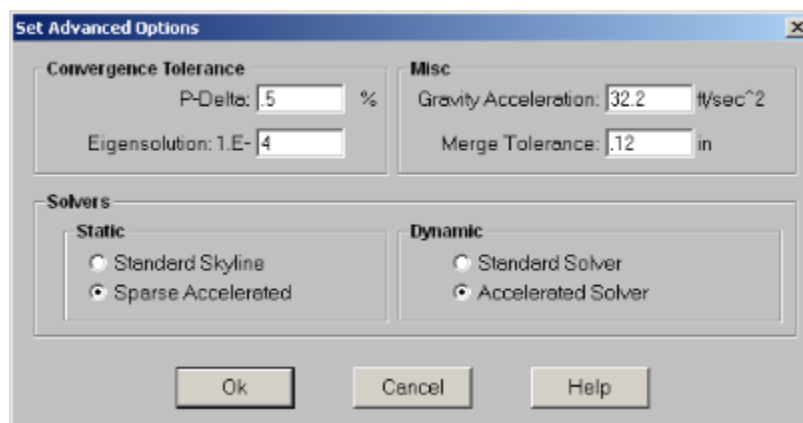 Set Advanced Options
Convergence Tolerance
P-Delta: .5 %
Eigensolution: 1.E- 4
Misc
Gravity Acceleration: 32.2 ft/sec^2
Merge Tolerance: .12 in
Solvers
Static
Standard Skyline
Sparse Accelerated
Dynamic
Standard Solver
Accelerated Solver
Ok Cancel Help